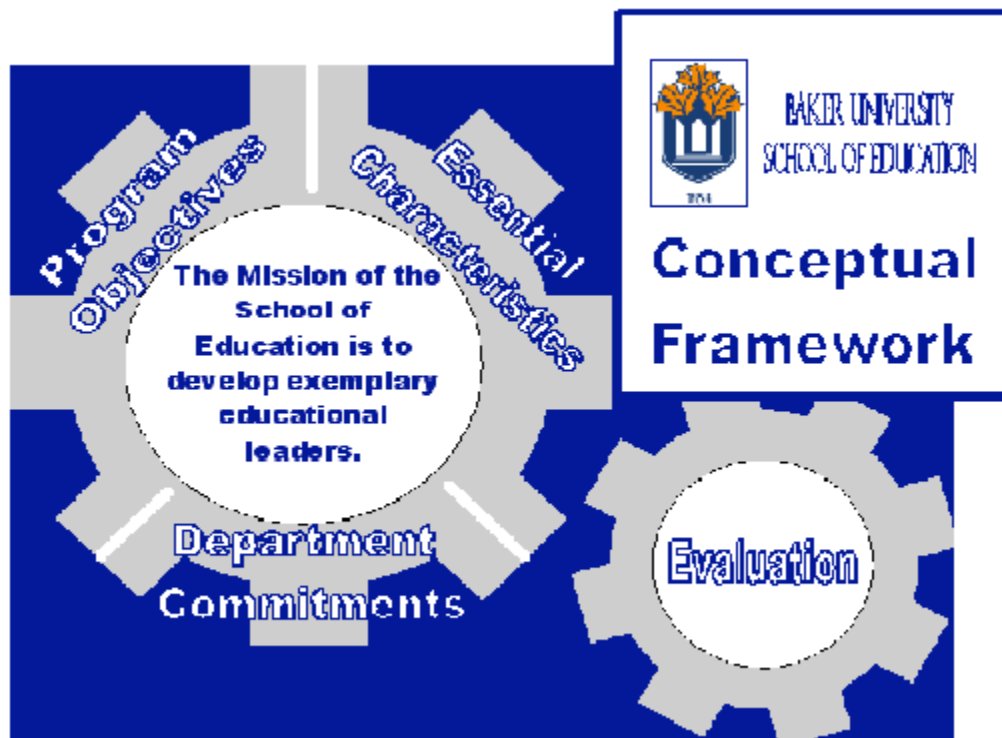 BAKER UNIVERSITY
SCHOOL OF EDUCATION
Conceptual
Framework
Program
Objectives
Essential
Characteristics
The Mission of the
School of
Education is to
develop exemplary
educational
leaders.
Department
Commitments
Evaluation